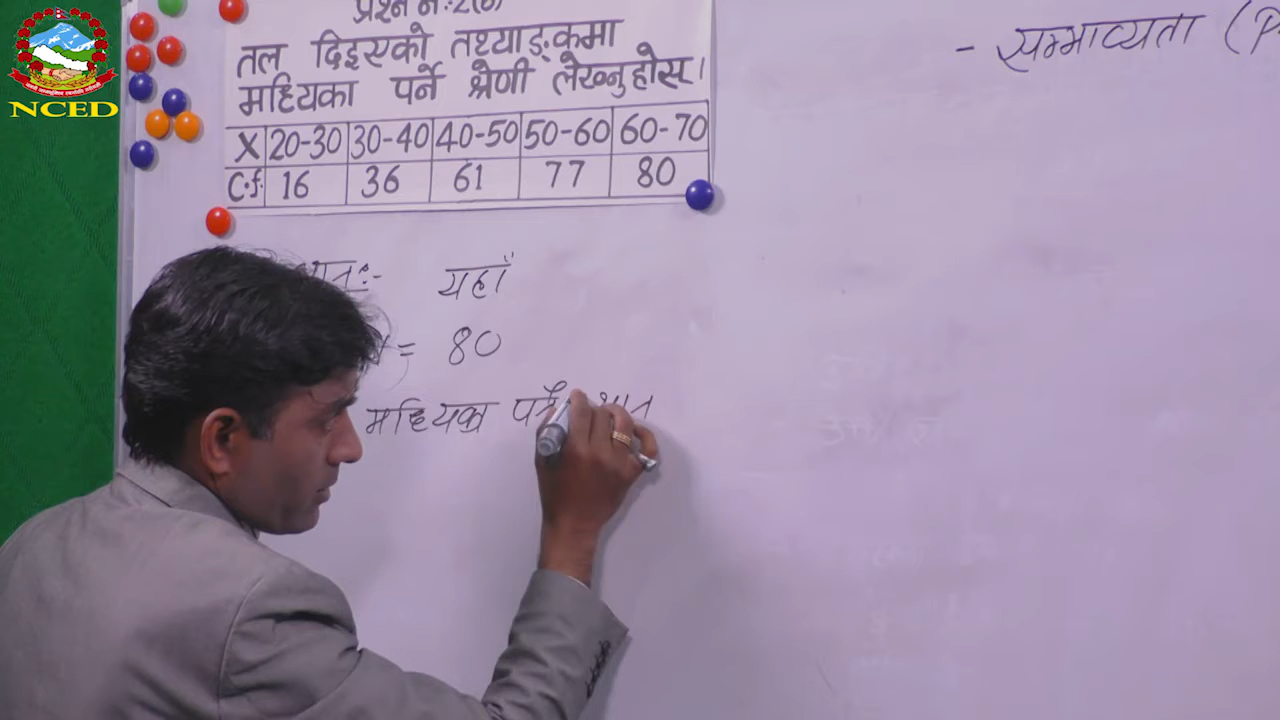 NCED
प्रश्न नं.:2(b)
तल दिइएको तथ्याङ्कमा
मध्यिका पर्ने श्रेणी लेख्नुहोस् ।
X 20-30 30-40 40-50 50-60 60-70
C.f. 16 36 61 77 80
- सम्भाव्यता (P
यहाँ
= 80
मध्यिका पर्ने